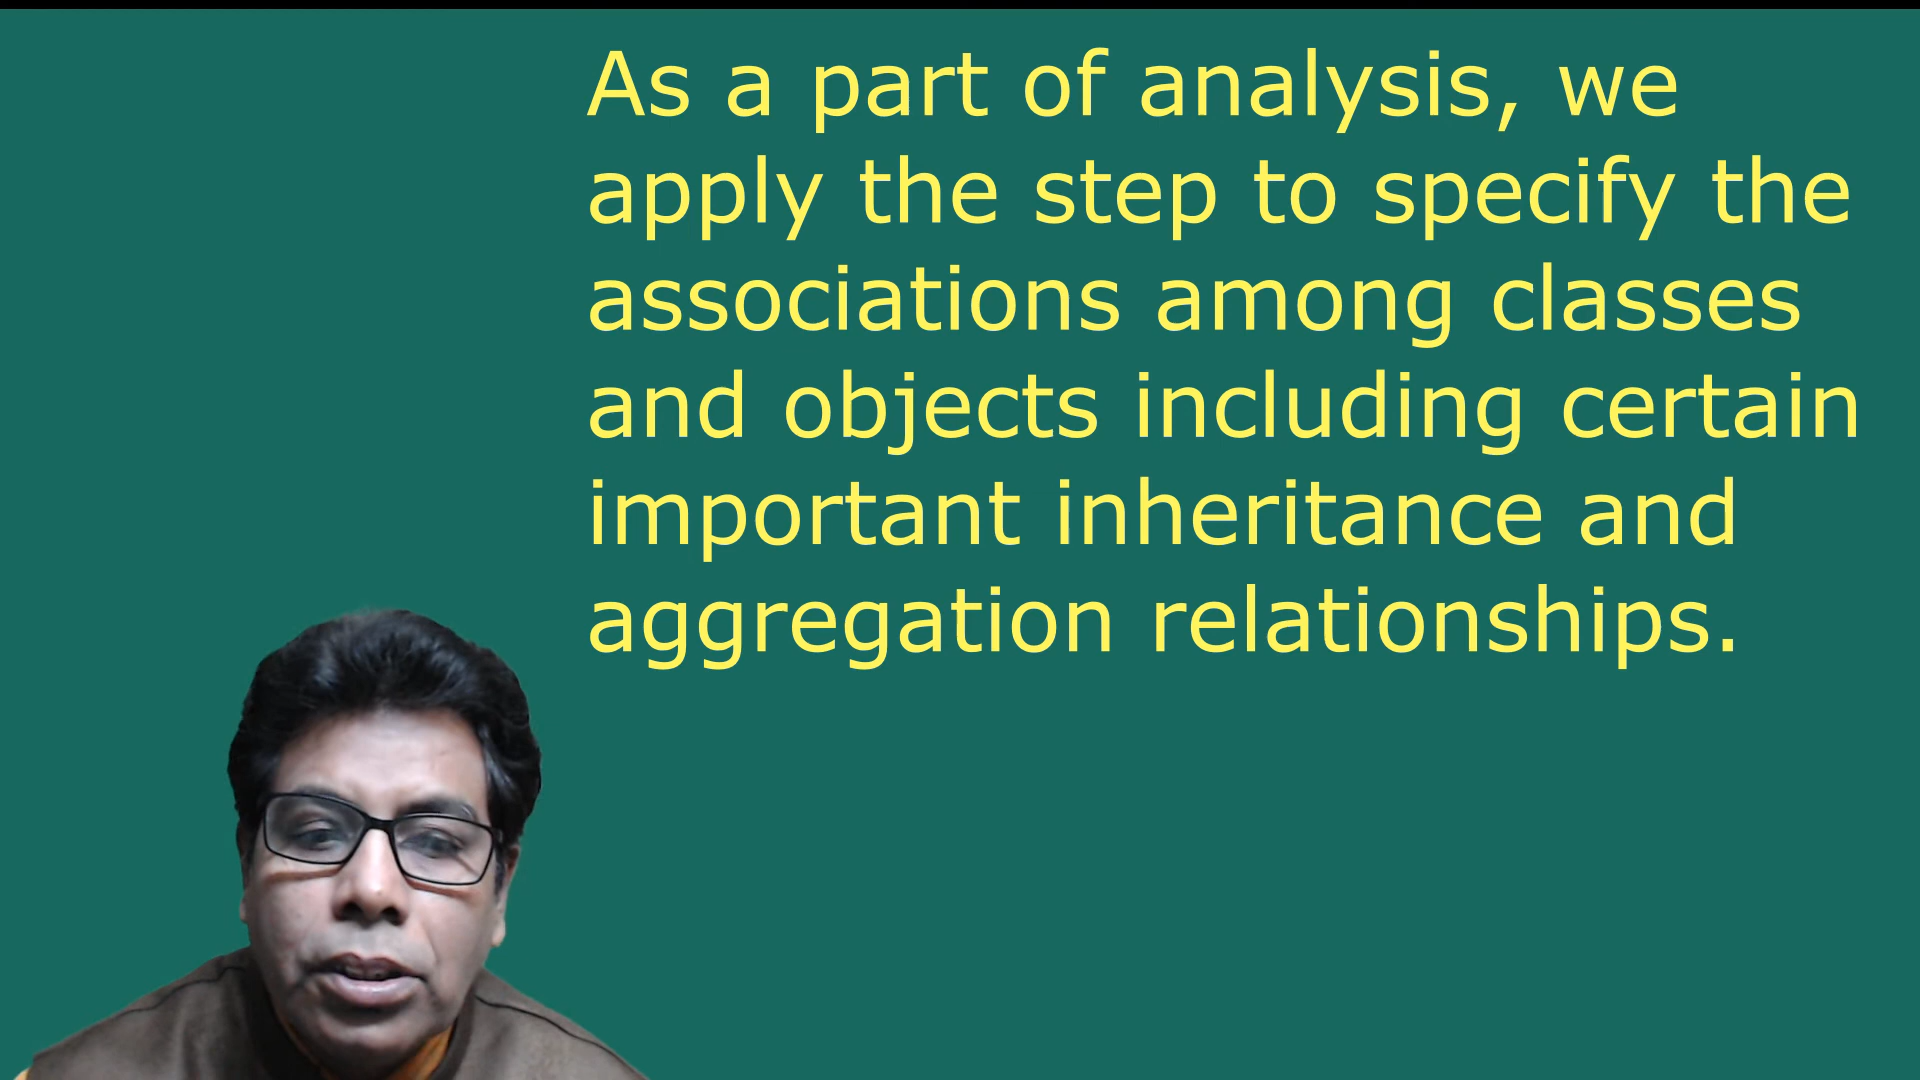 As a part of analysis, we
apply the step to specify the
associations among classes
and objects including certain
important inheritance and
aggregation relationships.